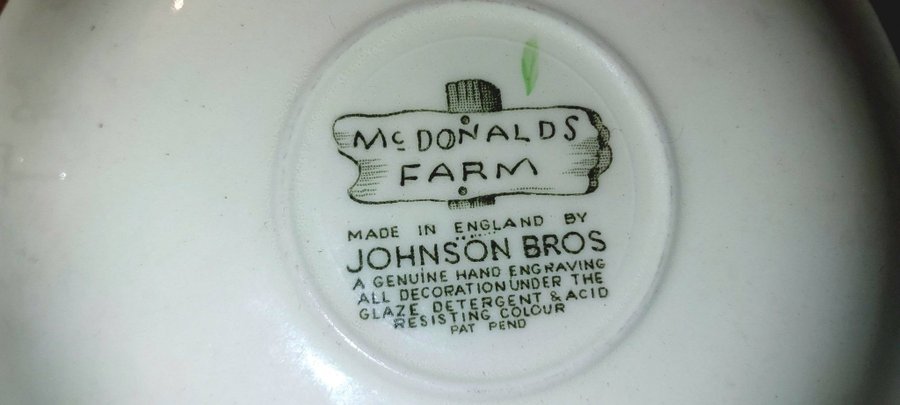 McDONALDS
FARM
MADE IN ENGLAND BY
JOHNSON BROS
A GENUINE HAND ENGRAVING
ALL DECORATION UNDER THE
GLAZE DETERGENT & ACID
RESISTING COLOUR
PAT PEND